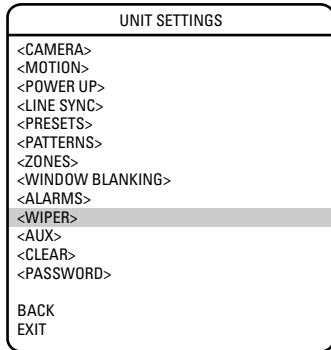 UNIT SETTINGS
<CAMERA>
<MOTION>
<POWER UP>
<LINE SYNC>
<PRESETS>
<PATTERNS>
<ZONES>
<WINDOW BLANKING>
<ALARMS>
<WIPER>
<AUX>
<CLEAR>
<PASSWORD>
BACK
EXIT